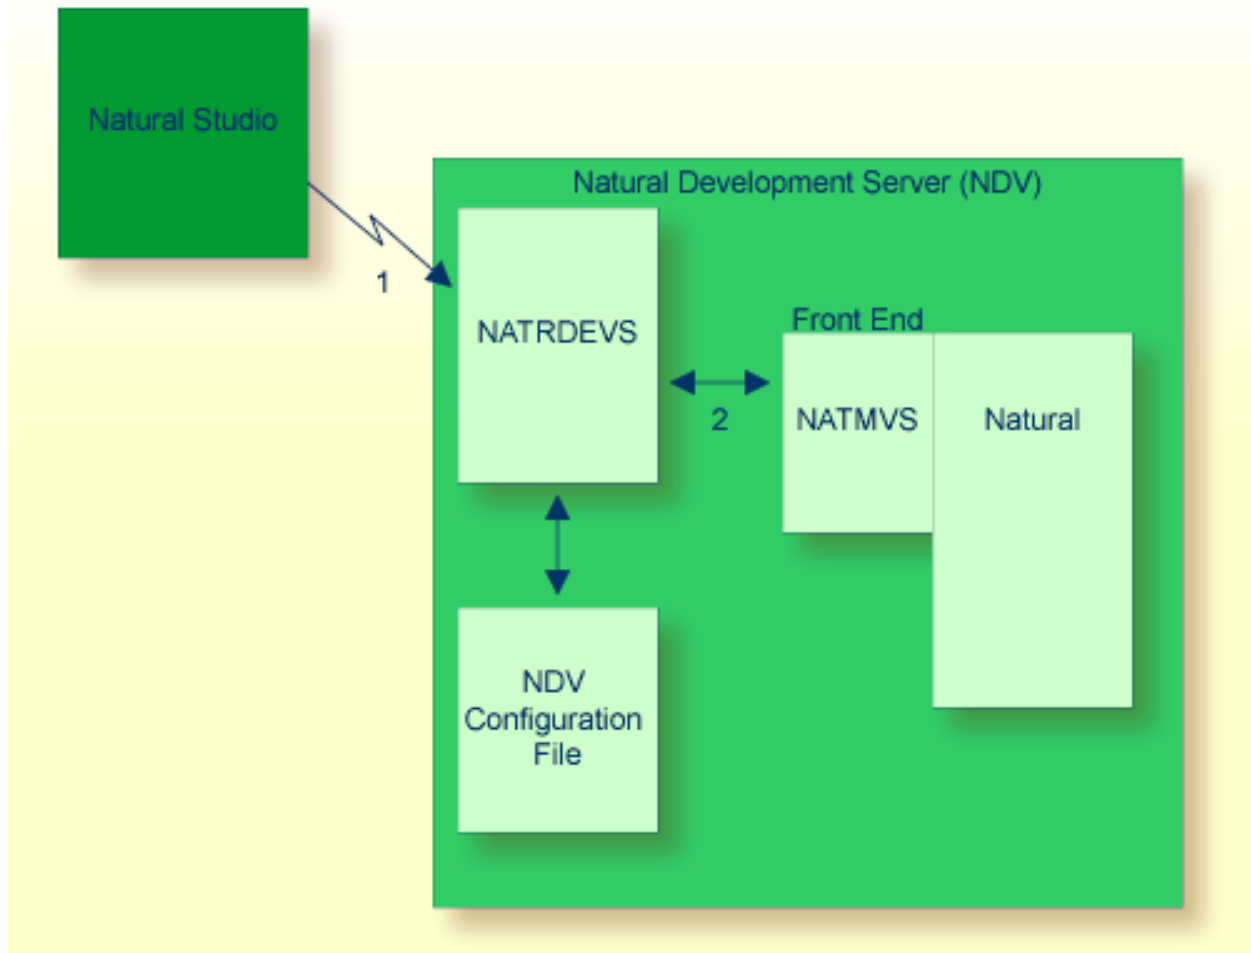 Natural Studio
Natural Development Server (NDV)
1
NATRDEVS
Front End
2
NATMVS
Natural
NDV
Configuration
File